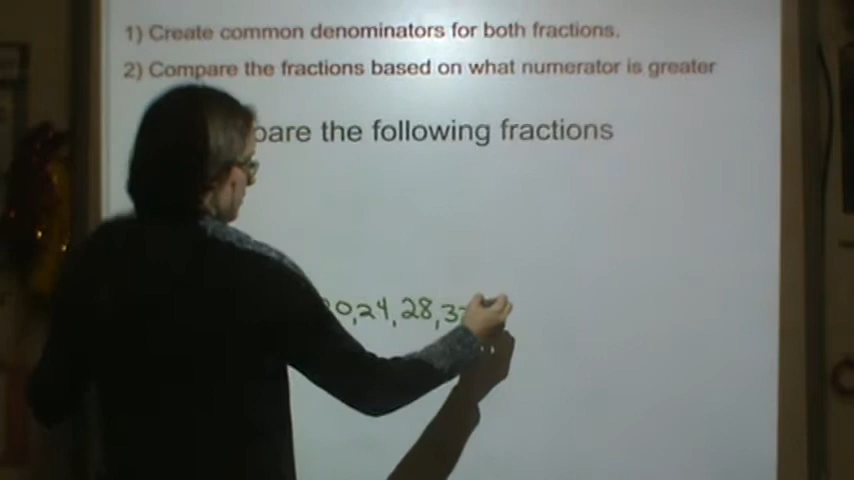 1) Create common denominators for both fractions.
2) Compare the fractions based on what numerator is greater
pare the following fractions
0, 24, 28, 3